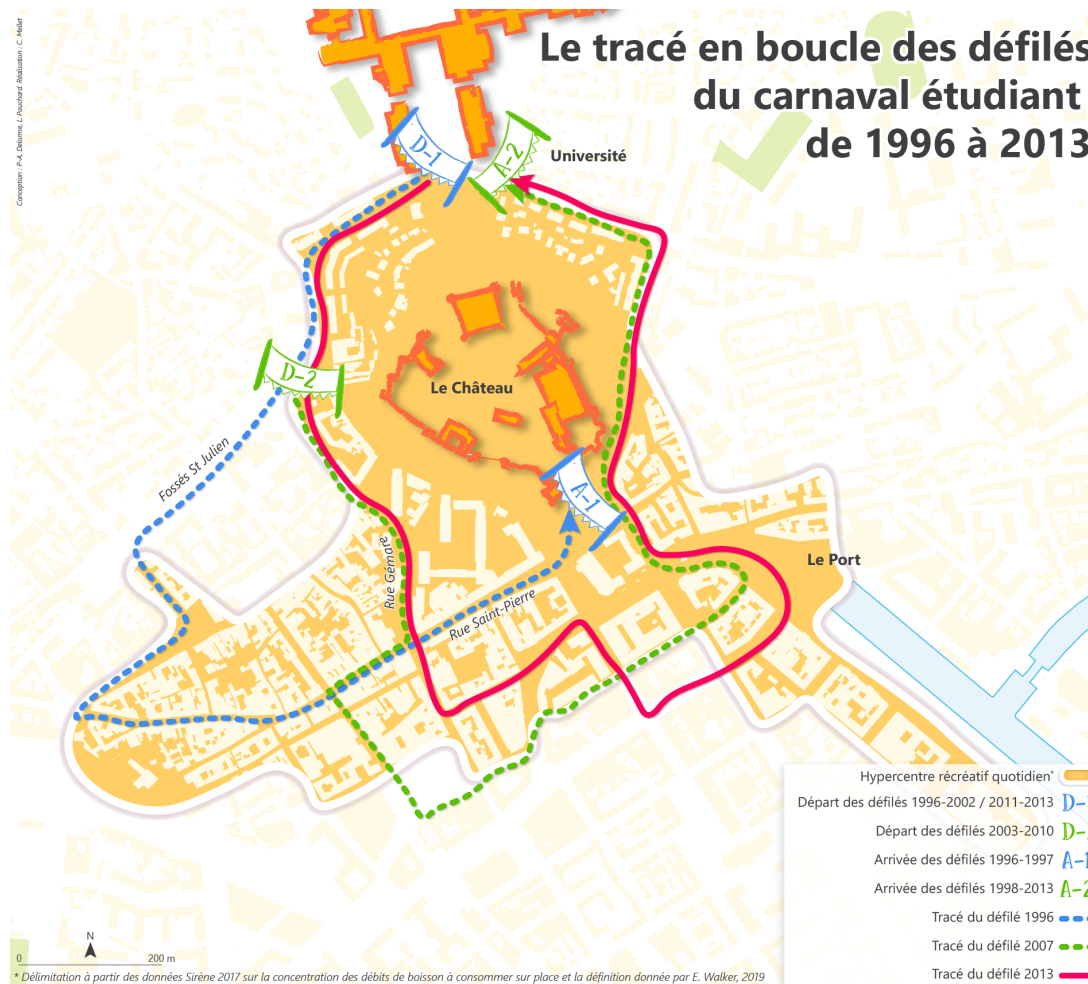 Conception : P-A. Delorme, L. Pauchard. Réalisation : C. Mellet
Le tracé en boucle des défilés
du carnaval étudiant
de 1996 à 2013
D-1
A-2
Université
D-2
Le Château
Fossés St Julien
A-1
Le Port
Rue Gémare
Rue Saint-Pierre
Hypercentre récréatif quotidien*
Départ des défilés 1996-2002 / 2011-2013 D-1
Départ des défilés 2003-2010 D-2
Arrivée des défilés 1996-1997 A-1
Arrivée des défilés 1998-2013 A-2
Tracé du défilé 1996
Tracé du défilé 2007
Tracé du défilé 2013
N
0 200 m
* Délimitation à partir des données Sirène 2017 sur la concentration des débits de boisson à consommer sur place et la définition donnée par E. Walker, 2019